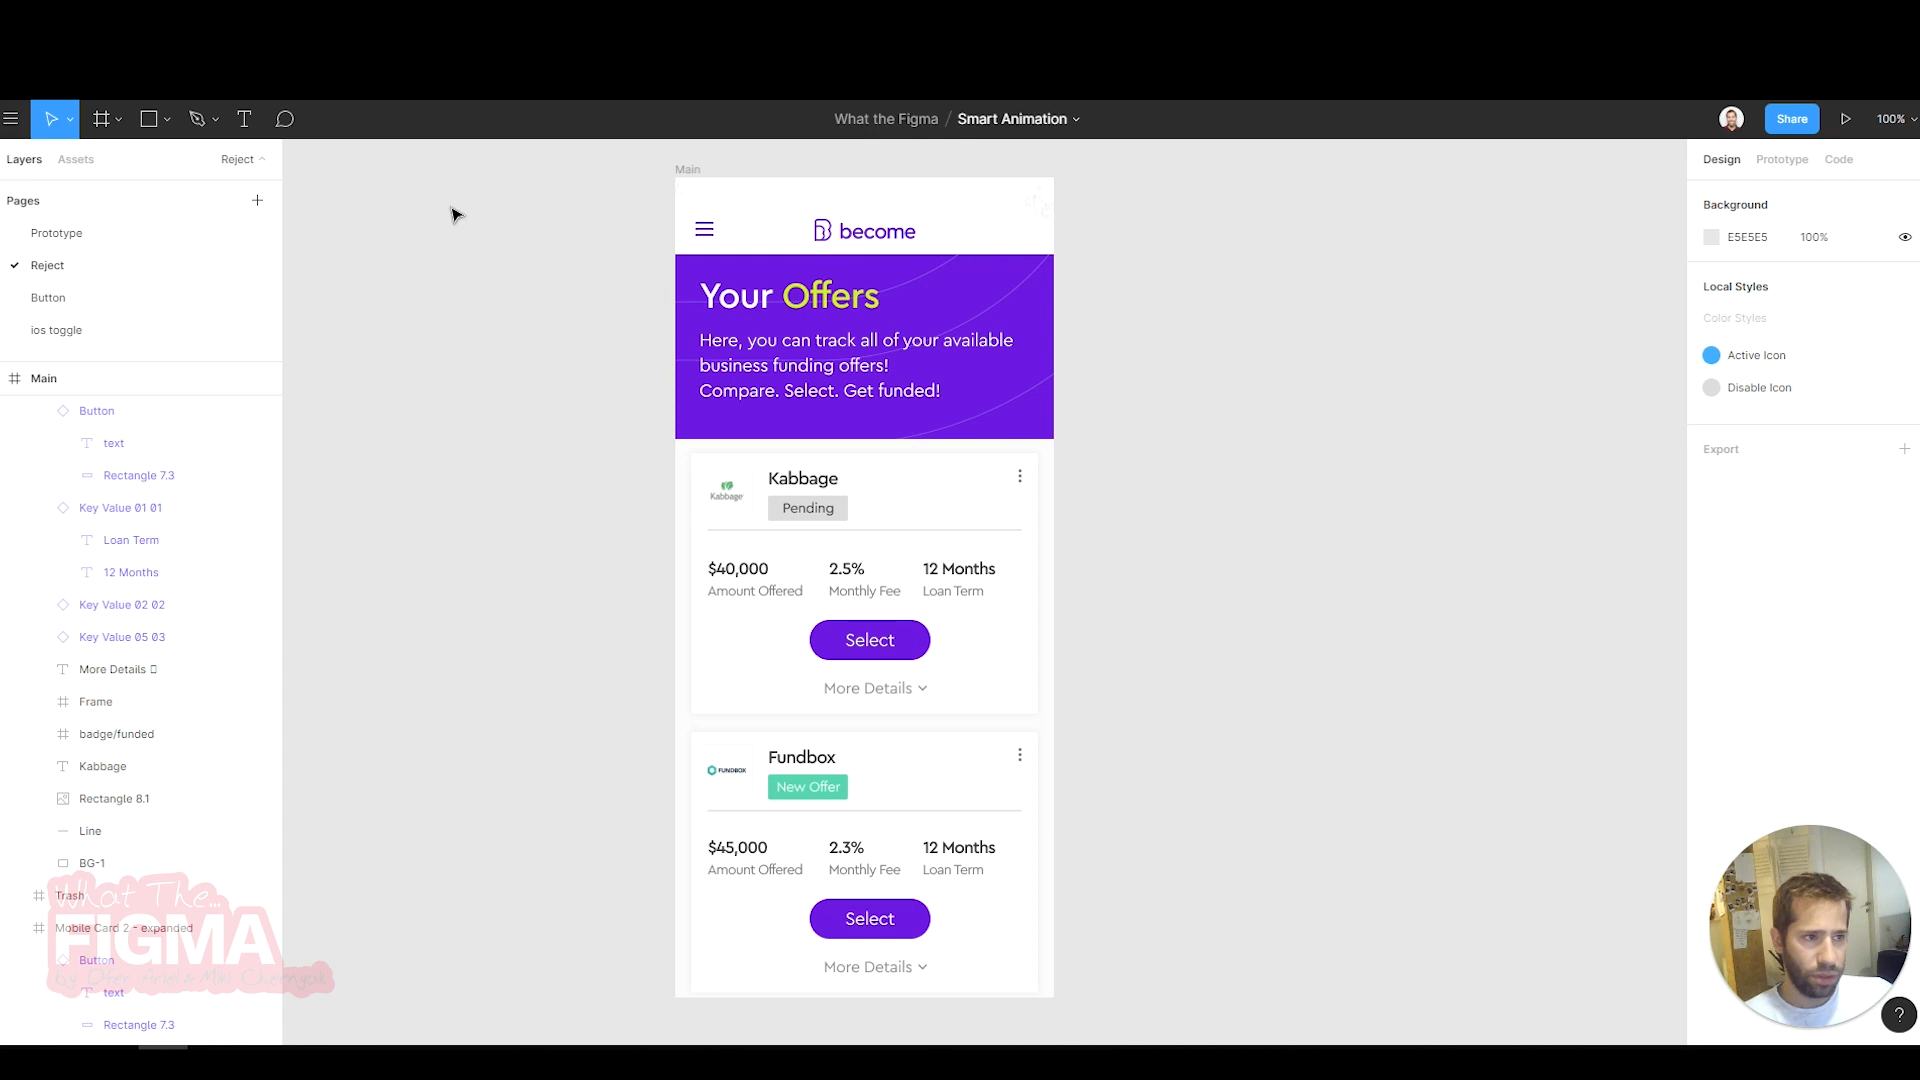 What the Figma / Smart Animation
Share
100%
Layers
Assets
Reject
Pages
Prototype
Reject
Button
ios toggle
Main
Button
text
Rectangle 7.3
Key Value 01 01
Loan Term
12 Months
Key Value 02 02
Key Value 05 03
More Details
Frame
badge/funded
Kabbage
Rectangle 8.1
Line
BG-1
Trash
Mobile Card 2 - expanded
Button
text
Rectangle 7.3
What The...
FIGMA
Main
become
Your Offers
Here, you can track all of your available
business funding offers!
Compare. Select. Get funded!
Kabbage
Kabbage
Pending
$40,000
2.5%
12 Months
Amount Offered
Monthly Fee
Loan Term
Select
More Details
FUNDBOX
Fundbox
New Offer
$45,000
2.3%
12 Months
Amount Offered
Monthly Fee
Loan Term
Select
More Details
Design
Prototype
Code
Background
E5E5E5
100%
Local Styles
Color Styles
Active Icon
Disable Icon
Export
?